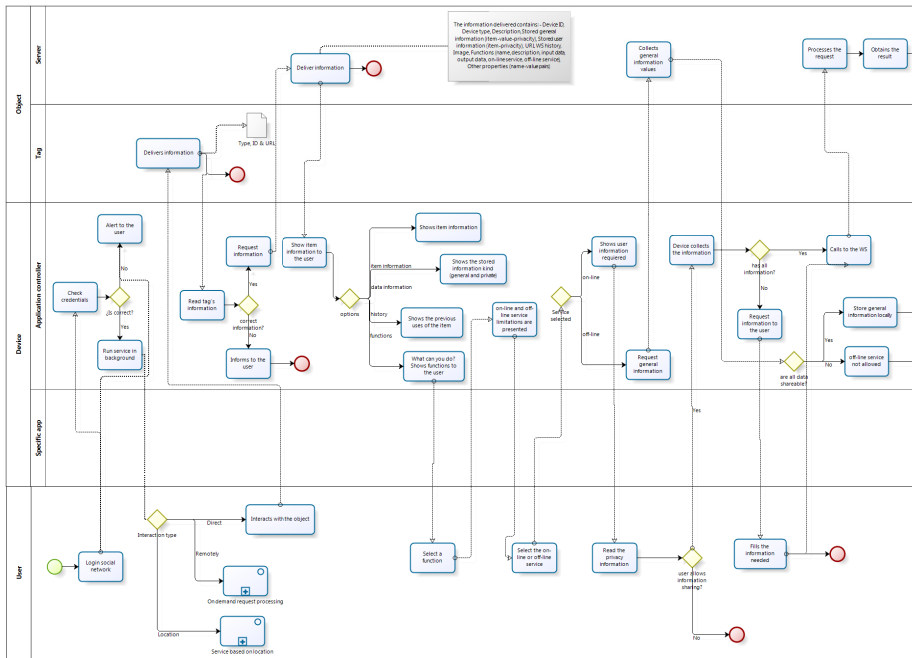 Object
Server
The information delivered contains:- Device ID,
Device type, Description, Stored general
information (item-value-privacity), Stored user
information (item-privacity), URL WS history,
Image, Functions (name, description, input data,
output data, on-line service, off-line service),
Other properties (name-value pairs)
Deliver information
Collects
general
information
values
Processes the
request
Obtains the
result
Tag
Delivers information
Type, ID & URL
Device
Application controller
Alert to the
user
No
Check
credentials
¿Is correct?
Yes
Run service in
background
Request
information
Yes
Read tag's
information
correct
information?
No
Informs to the
user
Show item
information to
the user
options
Shows item information
item information
Shows the stored
information kind
(general and private)
data information
history
Shows the previous
uses of the item
functions
What can you do?
Shows functions to
the user
on-line and off-
line service
limitations are
presented
Service
selected
on-line
Shows user
information
requiered
off-line
Request
general
information
Device collects
the information
has all
information?
Yes
Calls to the WS
No
Request
information to
the user
are all data
shareable?
Yes
Store general
information locally
No
off-line service
not allowed
Specific app
Yes
User
Login social
network
Interaction type
Direct
Interacts with the object
Remotely
On demand request processing
Location
Service based on location
Select a
function
Select the on-
line or off-line
service
Read the
privacy
information
user allows
information
sharing?
No
Fills the
information
needed